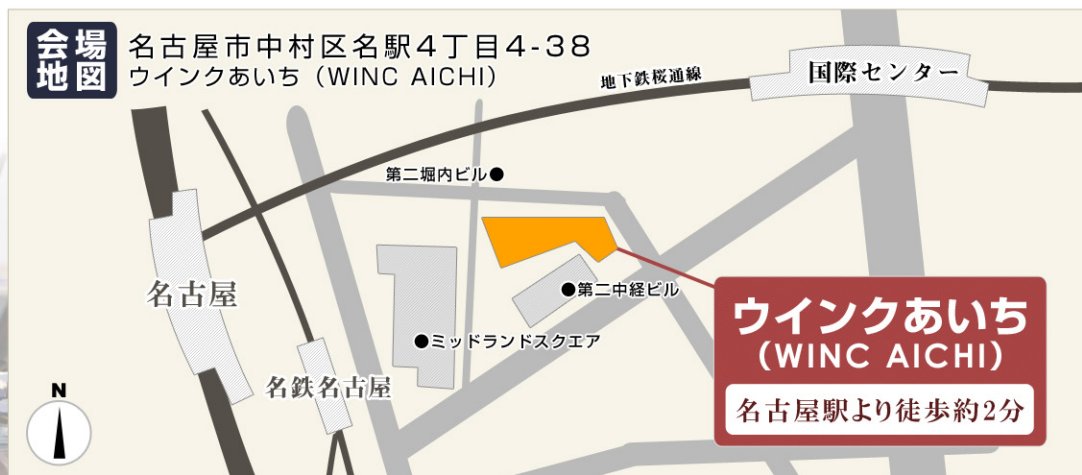 会場
地図
名古屋市中村区名駅4丁目4-38
ウインクあいち（WINC AICHI）
地下鉄桜通線
国際センター
第二堀内ビル
名古屋
第二中経ビル
ミッドランドスクエア
名鉄名古屋
ウインクあいち
(WINC AICHI)
名古屋駅より徒歩約2分
N